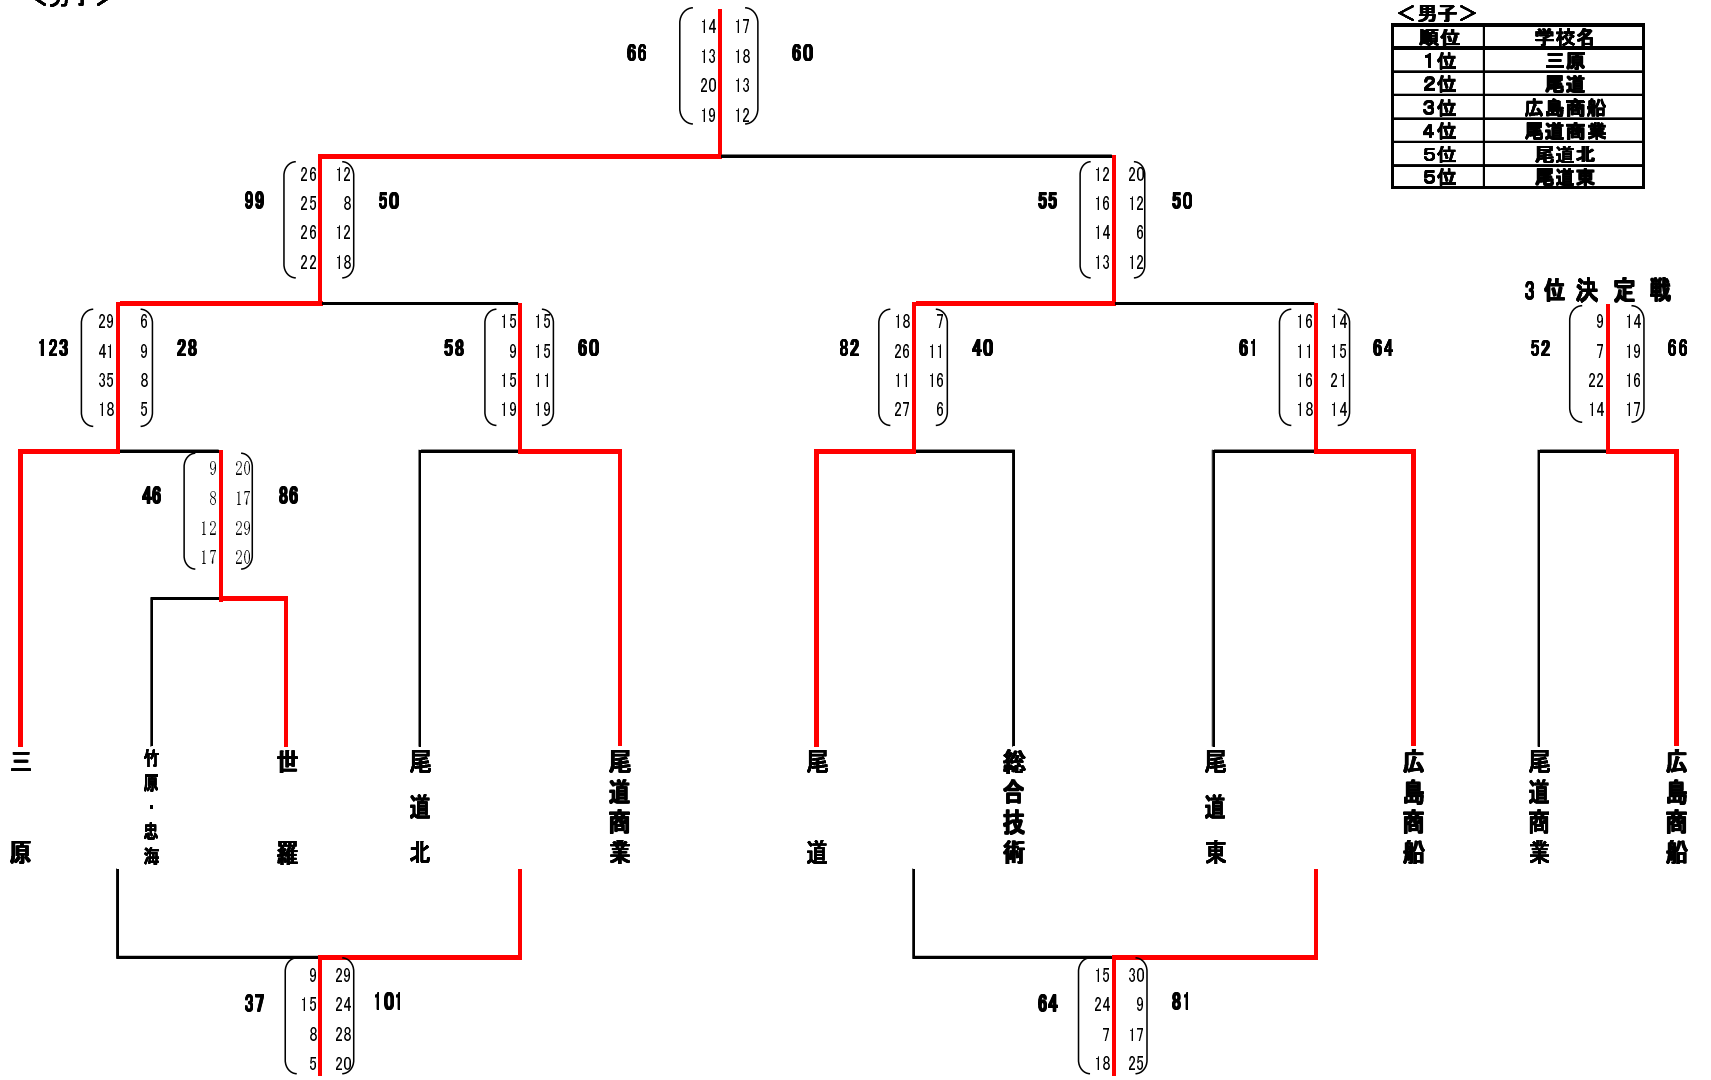 ＜男子＞
＜男子＞
順位 学校名
1位 三原
2位 尾道
3位 広島商船
4位 尾道商業
5位 尾道北
5位 尾道東
66 14 17 60
13 18
20 13
19 12
99 26 12 50
25 8
26 12
22 18
55 12 20 50
16 12
14 6
13 12
3位決定戦
123 29 6 28
41 9
35 8
18 5
58 15 15 60
9 15
15 11
19 19
82 18 7 40
26 11
11 16
27 6
61 16 14 64
11 15
16 21
18 14
52 9 14 66
7 19
22 16
14 17
46 9 20 86
8 17
12 29
17 20
三原
竹原・忠海
世羅
尾道北
尾道商業
尾道
総合技術
尾道東
広島商船
尾道商業
広島商船
37 9 29 101
15 24
8 28
5 20
64 15 30 81
24 9
7 17
18 25